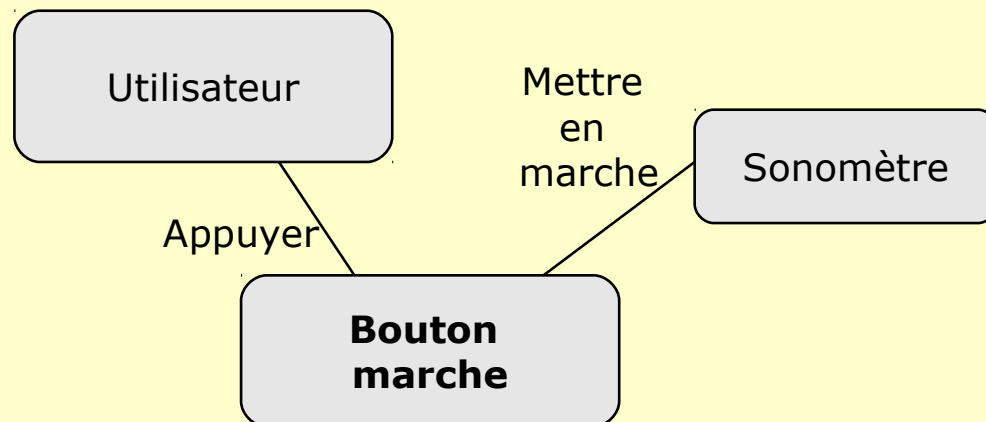 Utilisateur
Mettre
en
marche
Sonomètre
Appuyer
Bouton
marche